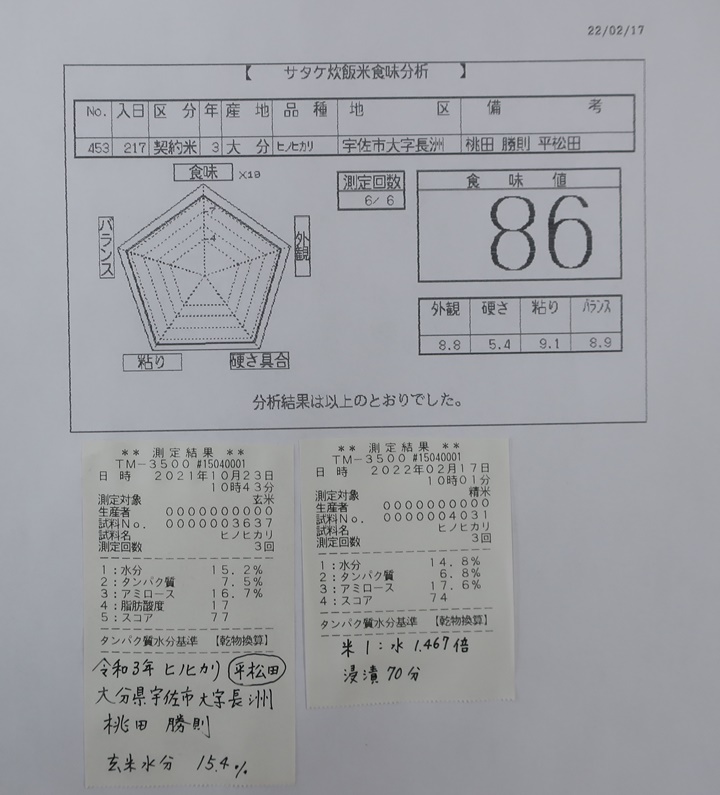 22/02/17
【 サタケ炊飯米食味分析 】
No. 入日 区分 年 産地 品種 地区 備考
453 217 契約米 3 大分 ヒノヒカリ 宇佐市大字長洲 桃田 勝則 平松田
食味 ×10
7
4
バランス
外観
粘り
硬さ具合
測定回数
6/ 6
食味値
86
外観 硬さ 粘り バランス
8.8 5.4 9.1 8.9
分析結果は以上のとおりでした。
** 測定結果 **
TM-3500 #15040001
日時 2021年10月23日
10時43分
測定対象 玄米
生産者 0000000000
試料No. 0000003637
試料名 ヒノヒカリ
測定回数 3回
1:水分 15.2%
2:タンパク質 7.5%
3:アミロース 16.7%
4:脂肪酸度 17
5:スコア 77
タンパク質水分基準 【乾物換算】
令和3年 ヒノヒカリ 平松田
大分県宇佐市大字長洲
桃田 勝則
玄米水分 15.4%
** 測定結果 **
TM-3500 #15040001
日時 2022年02月17日
10時01分
測定対象 精米
生産者 0000000000
試料No. 0000004031
試料名 ヒノヒカリ
測定回数 3回
1:水分 14.8%
2:タンパク質 6.8%
3:アミロース 17.6%
4:スコア 74
タンパク質水分基準 【乾物換算】
米1:水 1.467倍
浸漬70分